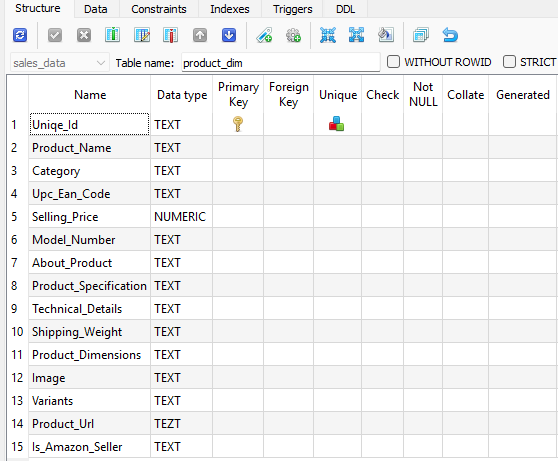 Structure Data Constraints Indexes Triggers DDL
sales_data Table name: product_dim WITHOUT ROWID STRICT
Name Data type Primary Key Foreign Key Unique Check Not NULL Collate Generated
1 Uniqe_Id TEXT
2 Product_Name TEXT
3 Category TEXT
4 Upc_Ean_Code TEXT
5 Selling_Price NUMERIC
6 Model_Number TEXT
7 About_Product TEXT
8 Product_Specification TEXT
9 Technical_Details TEXT
10 Shipping_Weight TEXT
11 Product_Dimensions TEXT
12 Image TEXT
13 Variants TEXT
14 Product_Url TEZT
15 Is_Amazon_Seller TEXT